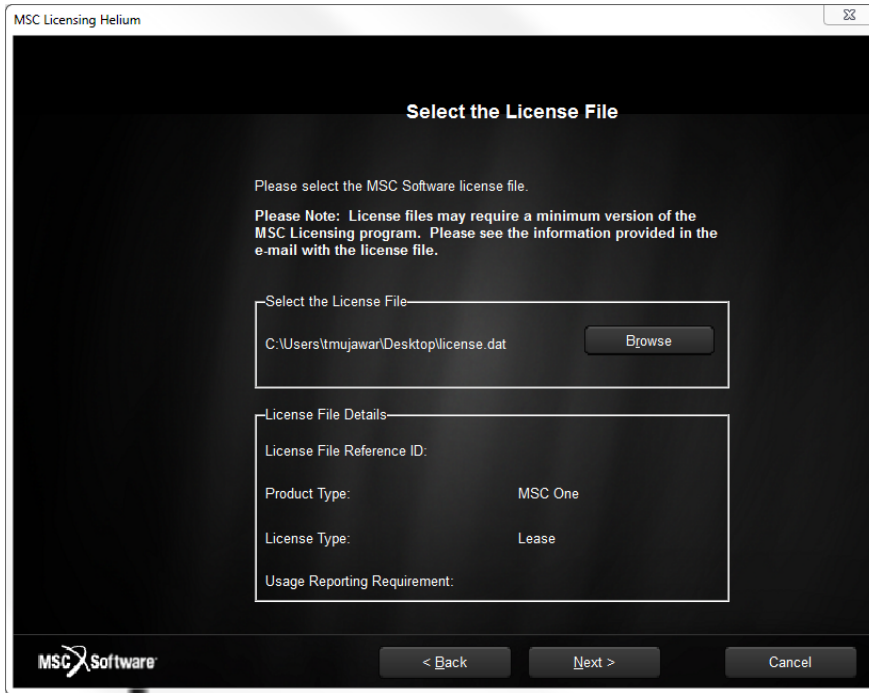 MSC Licensing Helium
Select the License File
Please select the MSC Software license file.
Please Note: License files may require a minimum version of the
MSC Licensing program. Please see the information provided in the
e-mail with the license file.
Select the License File
C:\Users\tmujawar\Desktop\license.dat
Browse
License File Details
License File Reference ID:
Product Type: MSC One
License Type: Lease
Usage Reporting Requirement:
MSC Software
< Back Next > Cancel